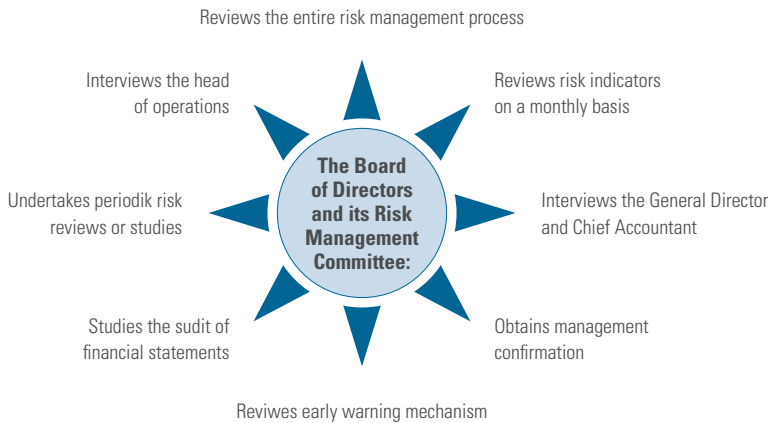 Reviews the entire risk management process
Interviews the head
of operations
Reviews risk indicators
on a monthly basis
The Board
of Directors
and its Risk
Management
Committee:
Undertakes periodik risk
reviews or studies
Interviews the General Director
and Chief Accountant
Studies the sudit of
financial statements
Obtains management
confirmation
Reviwes early warning mechanism